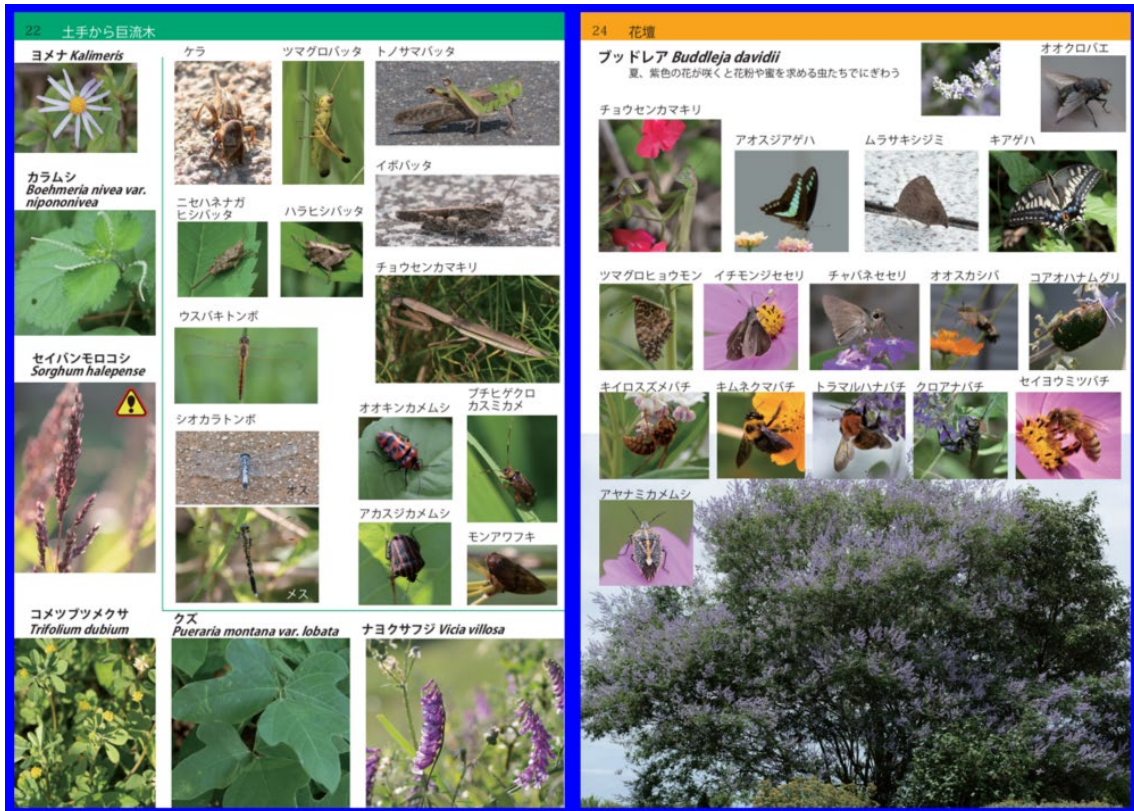 22 土手から巨流木
ヨメナ Kalimeris
カラムシ
Boehmeria nivea var.
nipononivea
セイバンモロコシ
Sorghum halepense
ケラ
ツマグロバッタ
トノサマバッタ
イボバッタ
ニセハネナガ
ヒシバッタ
ハラヒシバッタ
チョウセンカマキリ
ウスバキトンボ
シオカラトンボ
オス
メス
オオキンカメムシ
ブチヒゲクロ
カスミカメ
アカスジカメムシ
モンアワフキ
コメツブツメクサ
Trifolium dubium
クズ
Pueraria montana var. lobata
ナヨクサフジ Vicia villosa
24 花壇
ブッドレア Buddleja davidii
夏、紫色の花が咲くと花粉や蜜を求める虫たちでにぎわう
オオクロバエ
チョウセンカマキリ
アオスジアゲハ
ムラサキシジミ
キアゲハ
ツマグロヒョウモン
イチモンジセセリ
チャバネセセリ
オオスカシバ
コアオハナムグリ
キイロスズメバチ
キムネクマバチ
トラマルハナバチ
クロアナバチ
セイヨウミツバチ
アヤナミカメムシ